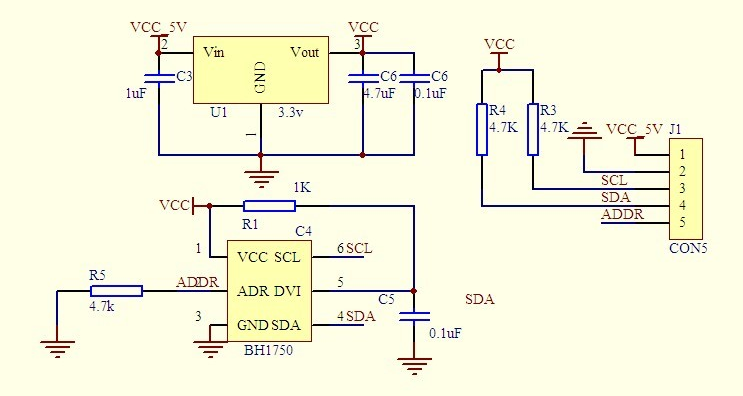 VCC_5V
VCC
2
Vin
Vout
3
C3
1uF
GND
C6
4.7uF
C6
0.1uF
U1
3.3v
1
VCC
R4
4.7K
R3
4.7K
VCC_5V
J1
1
2
SCL
3
SDA
4
ADDR
5
CON5
VCC
1K
R1
C4
1
VCC
SCL
6
SCL
R5
4.7k
ADDR
2
ADR
DVI
5
C5
SDA
3
GND
SDA
4
SDA
0.1uF
BH1750